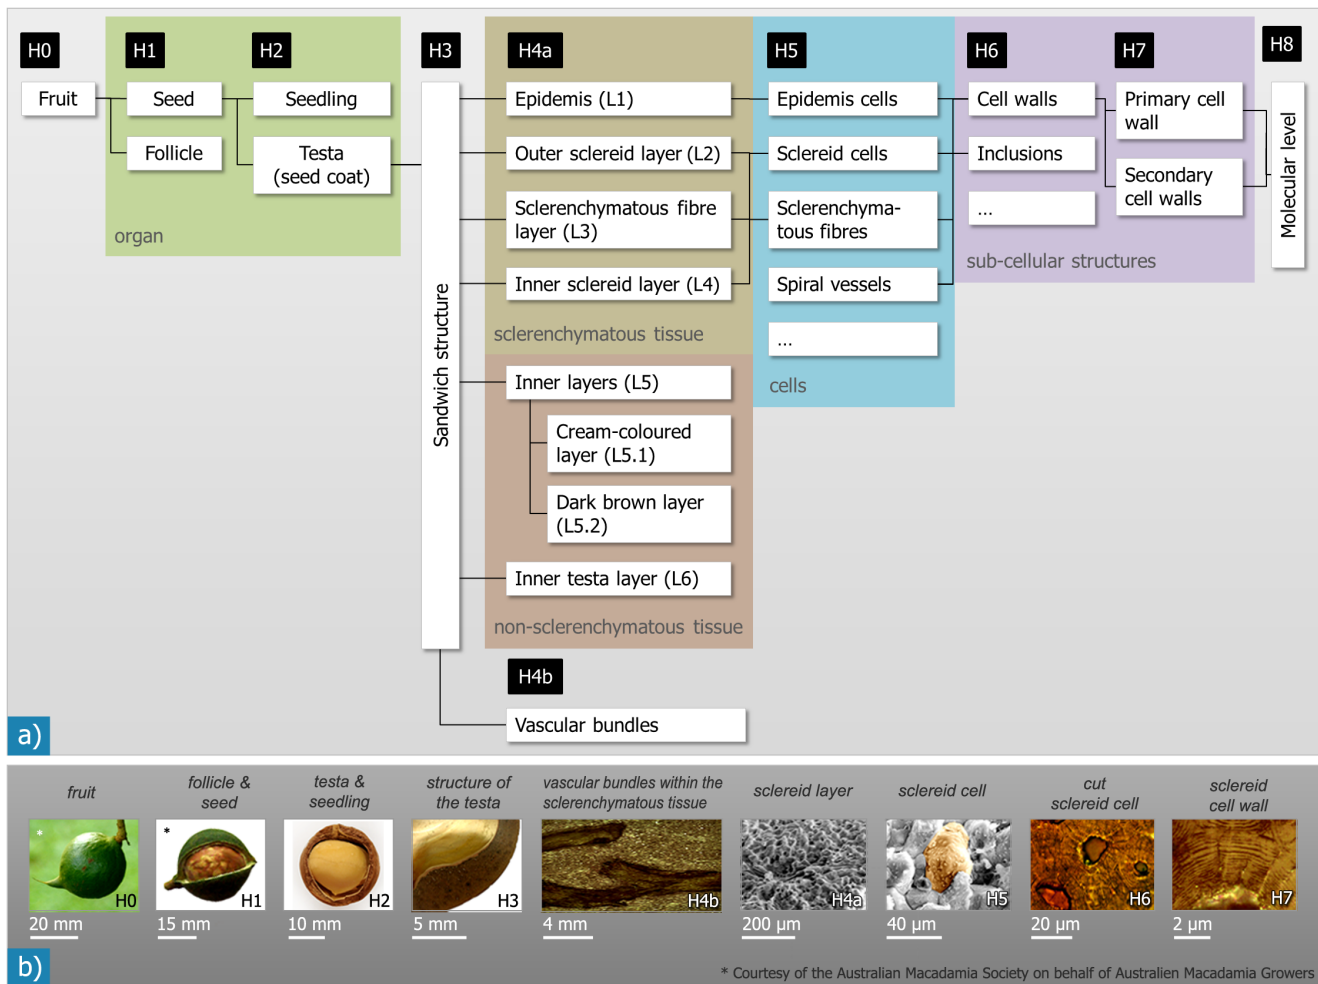 H0
H1
H2
H3
H4a
H5
H6
H7
H8
Fruit
Seed
Follicle
Seedling
Testa
(seed coat)
organ
Sandwich structure
Epidemis (L1)
Outer sclereid layer (L2)
Sclerenchymatous fibre
layer (L3)
Inner sclereid layer (L4)
sclerenchymatous tissue
Inner layers (L5)
Cream-coloured
layer (L5.1)
Dark brown layer
(L5.2)
Inner testa layer (L6)
non-sclerenchymatous tissue
H4b
Vascular bundles
Epidemis cells
Sclereid cells
Sclerenchyma-
tous fibres
Spiral vessels
...
cells
Cell walls
Inclusions
...
Primary cell
wall
Secondary
cell walls
sub-cellular structures
Molecular level
a)
fruit
follicle &
seed
testa &
seedling
structure of
the testa
vascular bundles within the
sclerenchymatous tissue
sclereid layer
sclereid cell
cut
sclereid cell
sclereid
cell wall
* H0
* H1
H2
H3
H4b
H4a
H5
H6
H7
20 mm
15 mm
10 mm
5 mm
4 mm
200 µm
40 µm
20 µm
2 µm
b)
* Courtesy of the Australian Macadamia Society on behalf of Australien Macadamia Growers